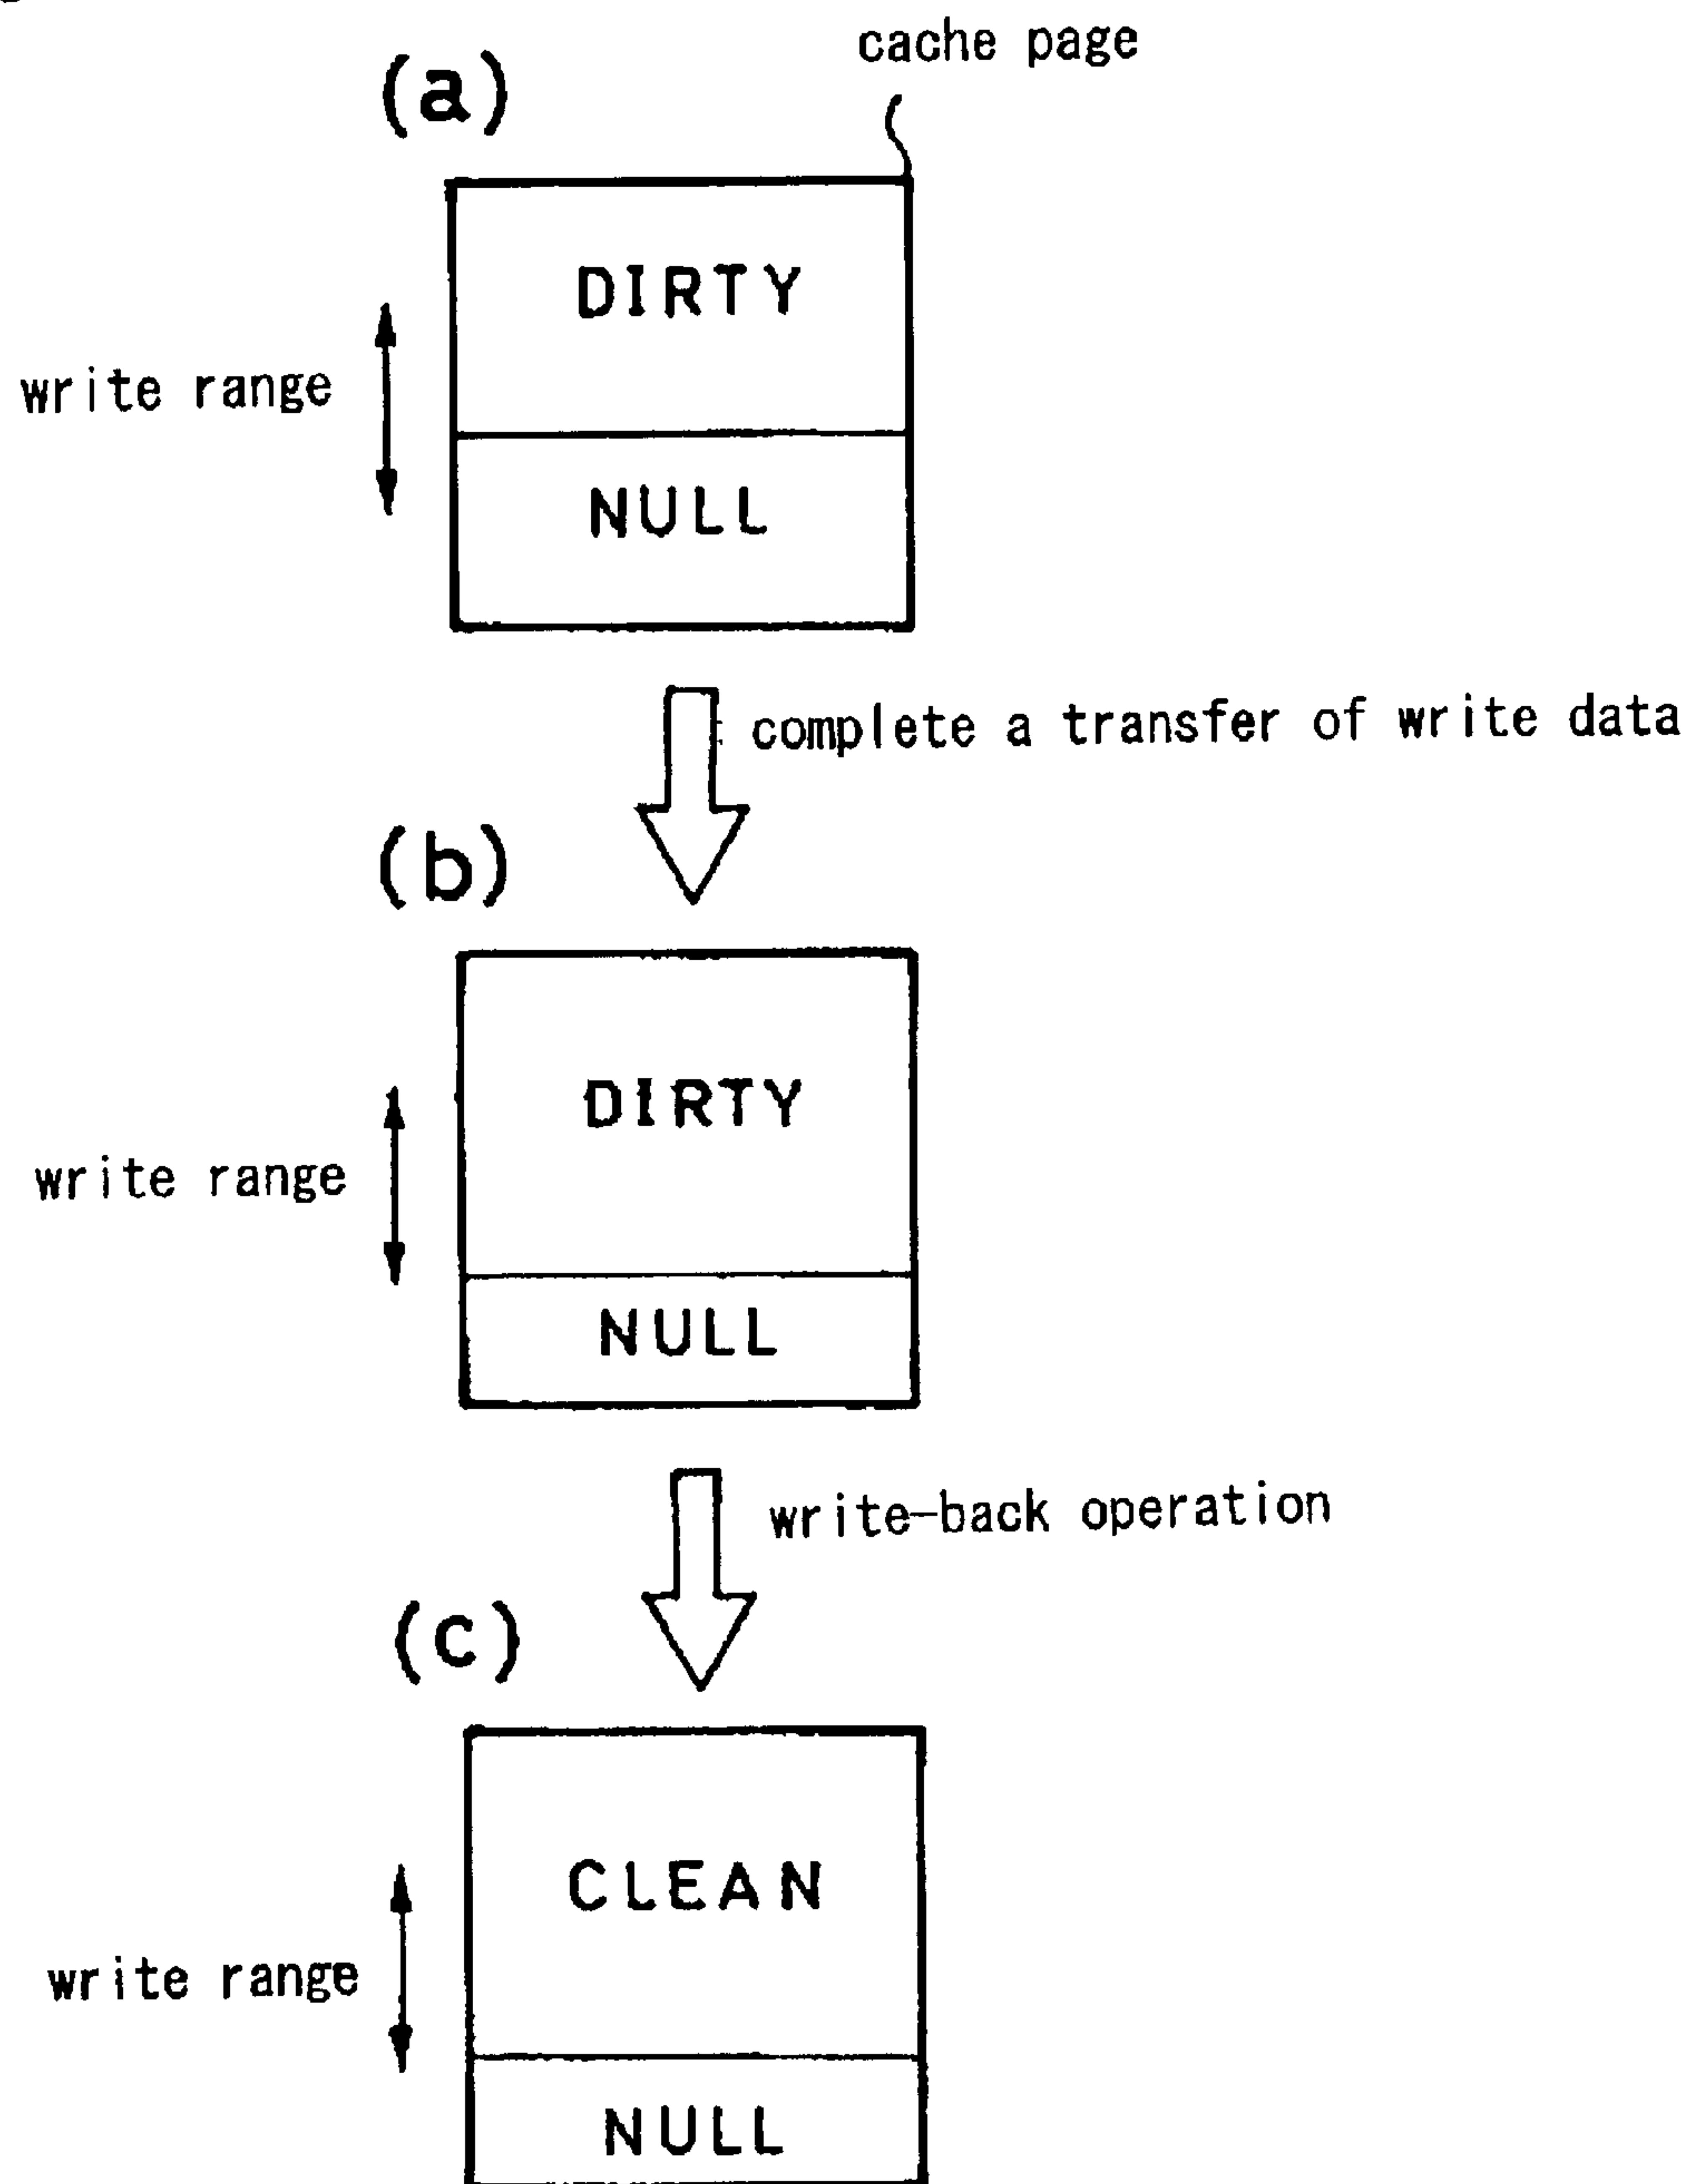 cache page
(a)
DIRTY
write range
NULL
complete a transfer of write data
(b)
DIRTY
write range
NULL
write-back operation
(c)
CLEAN
write range
NULL